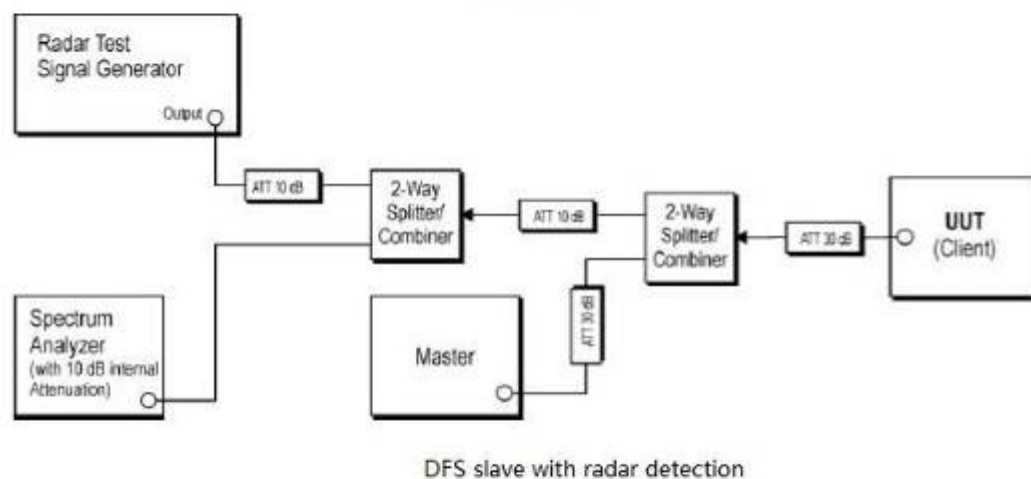 Radar Test
Signal Generator
Output
ATT 10 dB
2-Way
Splitter/
Combiner
ATT 10 dB
2-Way
Splitter/
Combiner
ATT 30 dB
UUT
(Client)
Spectrum
Analyzer
(with 10 dB internal
Attenuation)
Master
ATT 30 dB
DFS slave with radar detection